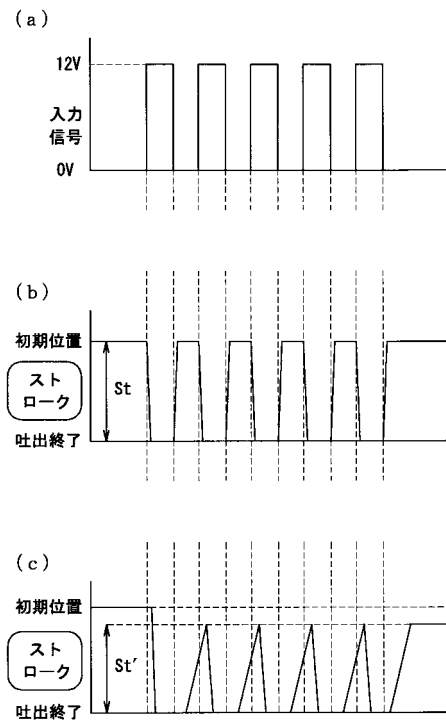 (a)
12V
入力
信号
0V
(b)
初期位置
スト
ローク
St
吐出終了
(c)
初期位置
スト
ローク
St'
吐出終了